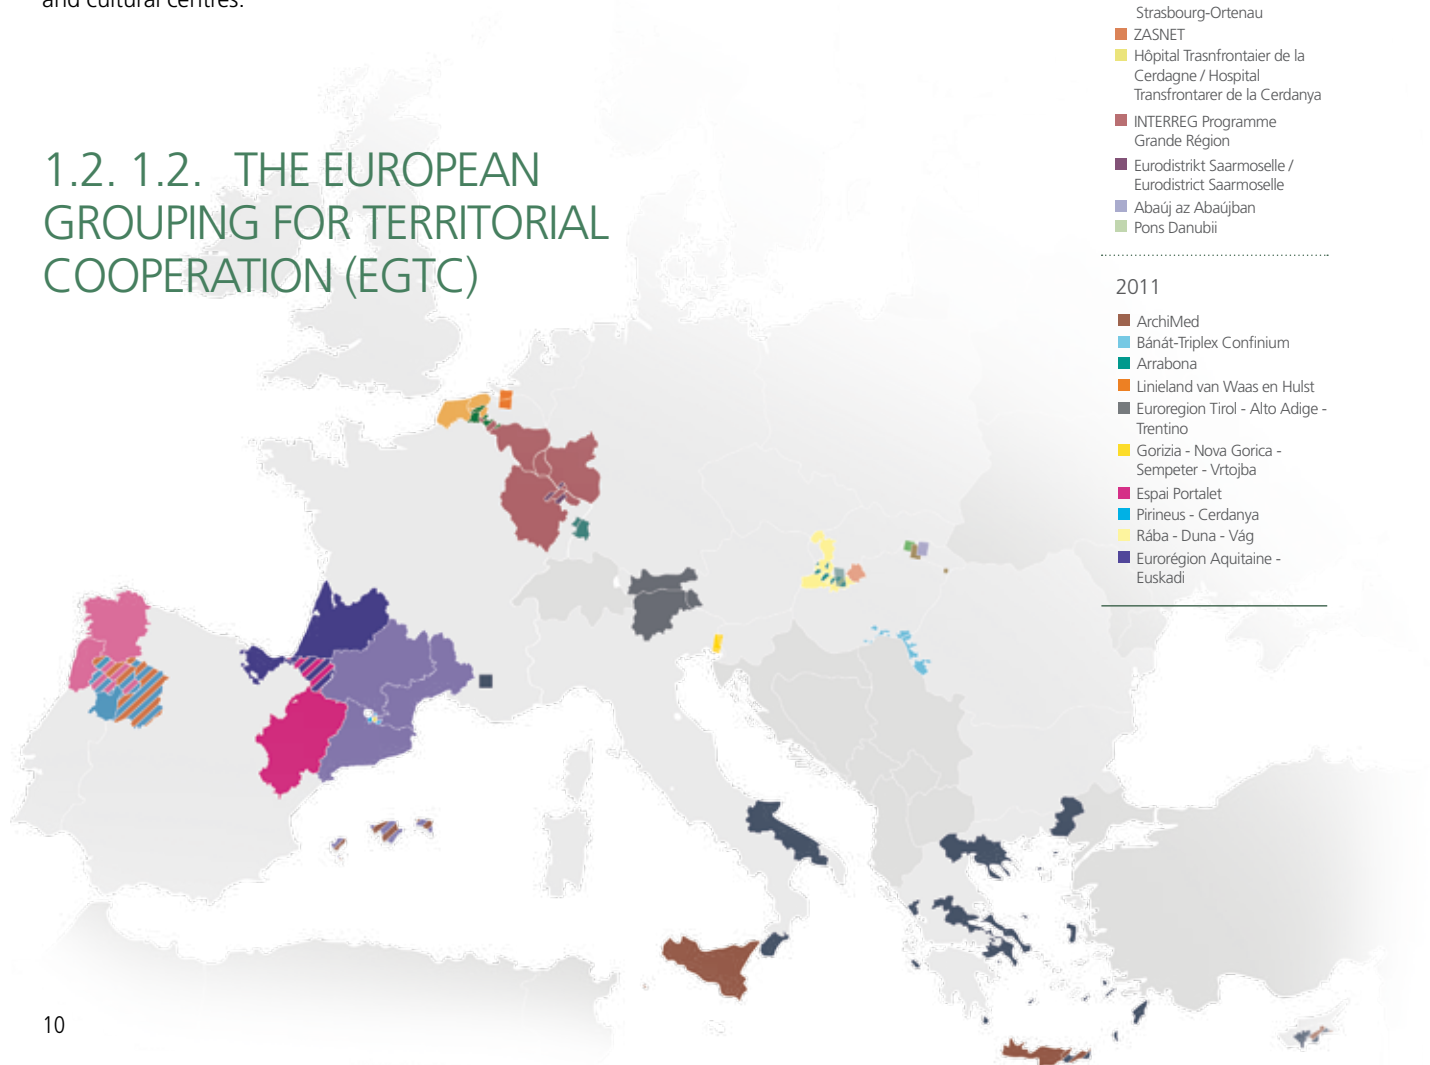 and cultural centres.
1.2. 1.2. THE EUROPEAN
GROUPING FOR TERRITORIAL
COOPERATION (EGTC)
Strasbourg-Ortenau
ZASNET
Hôpital Trasnfrontaier de la
Cerdagne / Hospital
Transfrontarer de la Cerdanya
INTERREG Programme
Grande Région
Eurodistrikt Saarmoselle /
Eurodistrict Saarmoselle
Abaúj az Abaújban
Pons Danubii
2011
ArchiMed
Bánát-Triplex Confinium
Arrabona
Linieland van Waas en Hulst
Euroregion Tirol - Alto Adige -
Trentino
Gorizia - Nova Gorica -
Sempeter - Vrtojba
Espai Portalet
Pirineus - Cerdanya
Rába - Duna - Vág
Eurorégion Aquitaine -
Euskadi
10